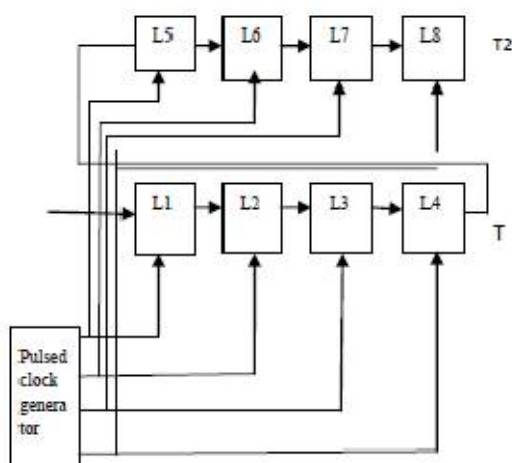 L5 L6 L7 L8 T2
L1 L2 L3 L4 T
Pulsed
clock
genera
tor